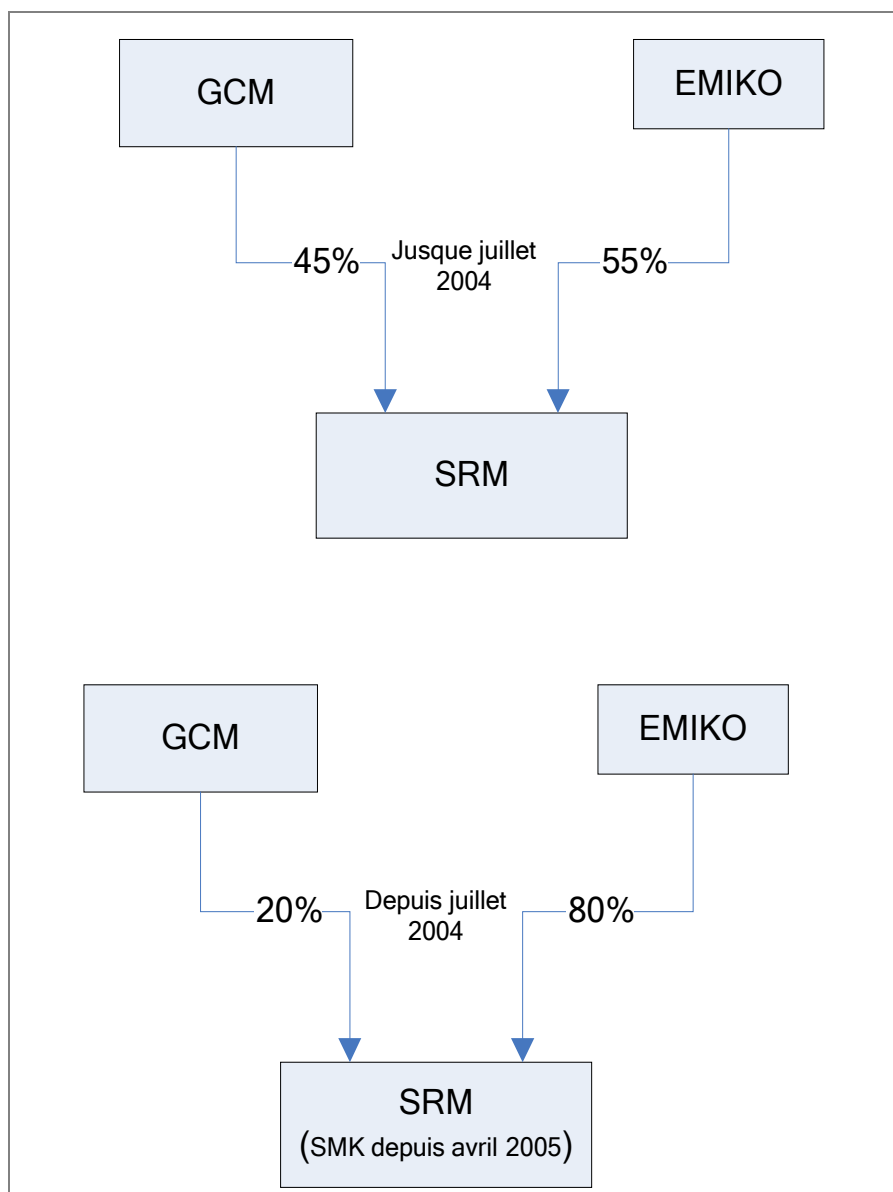 GCM
EMIKO
45%
Jusque juillet
2004
55%
SRM
GCM
EMIKO
20%
Depuis juillet
2004
80%
SRM
(SMK depuis avril 2005)